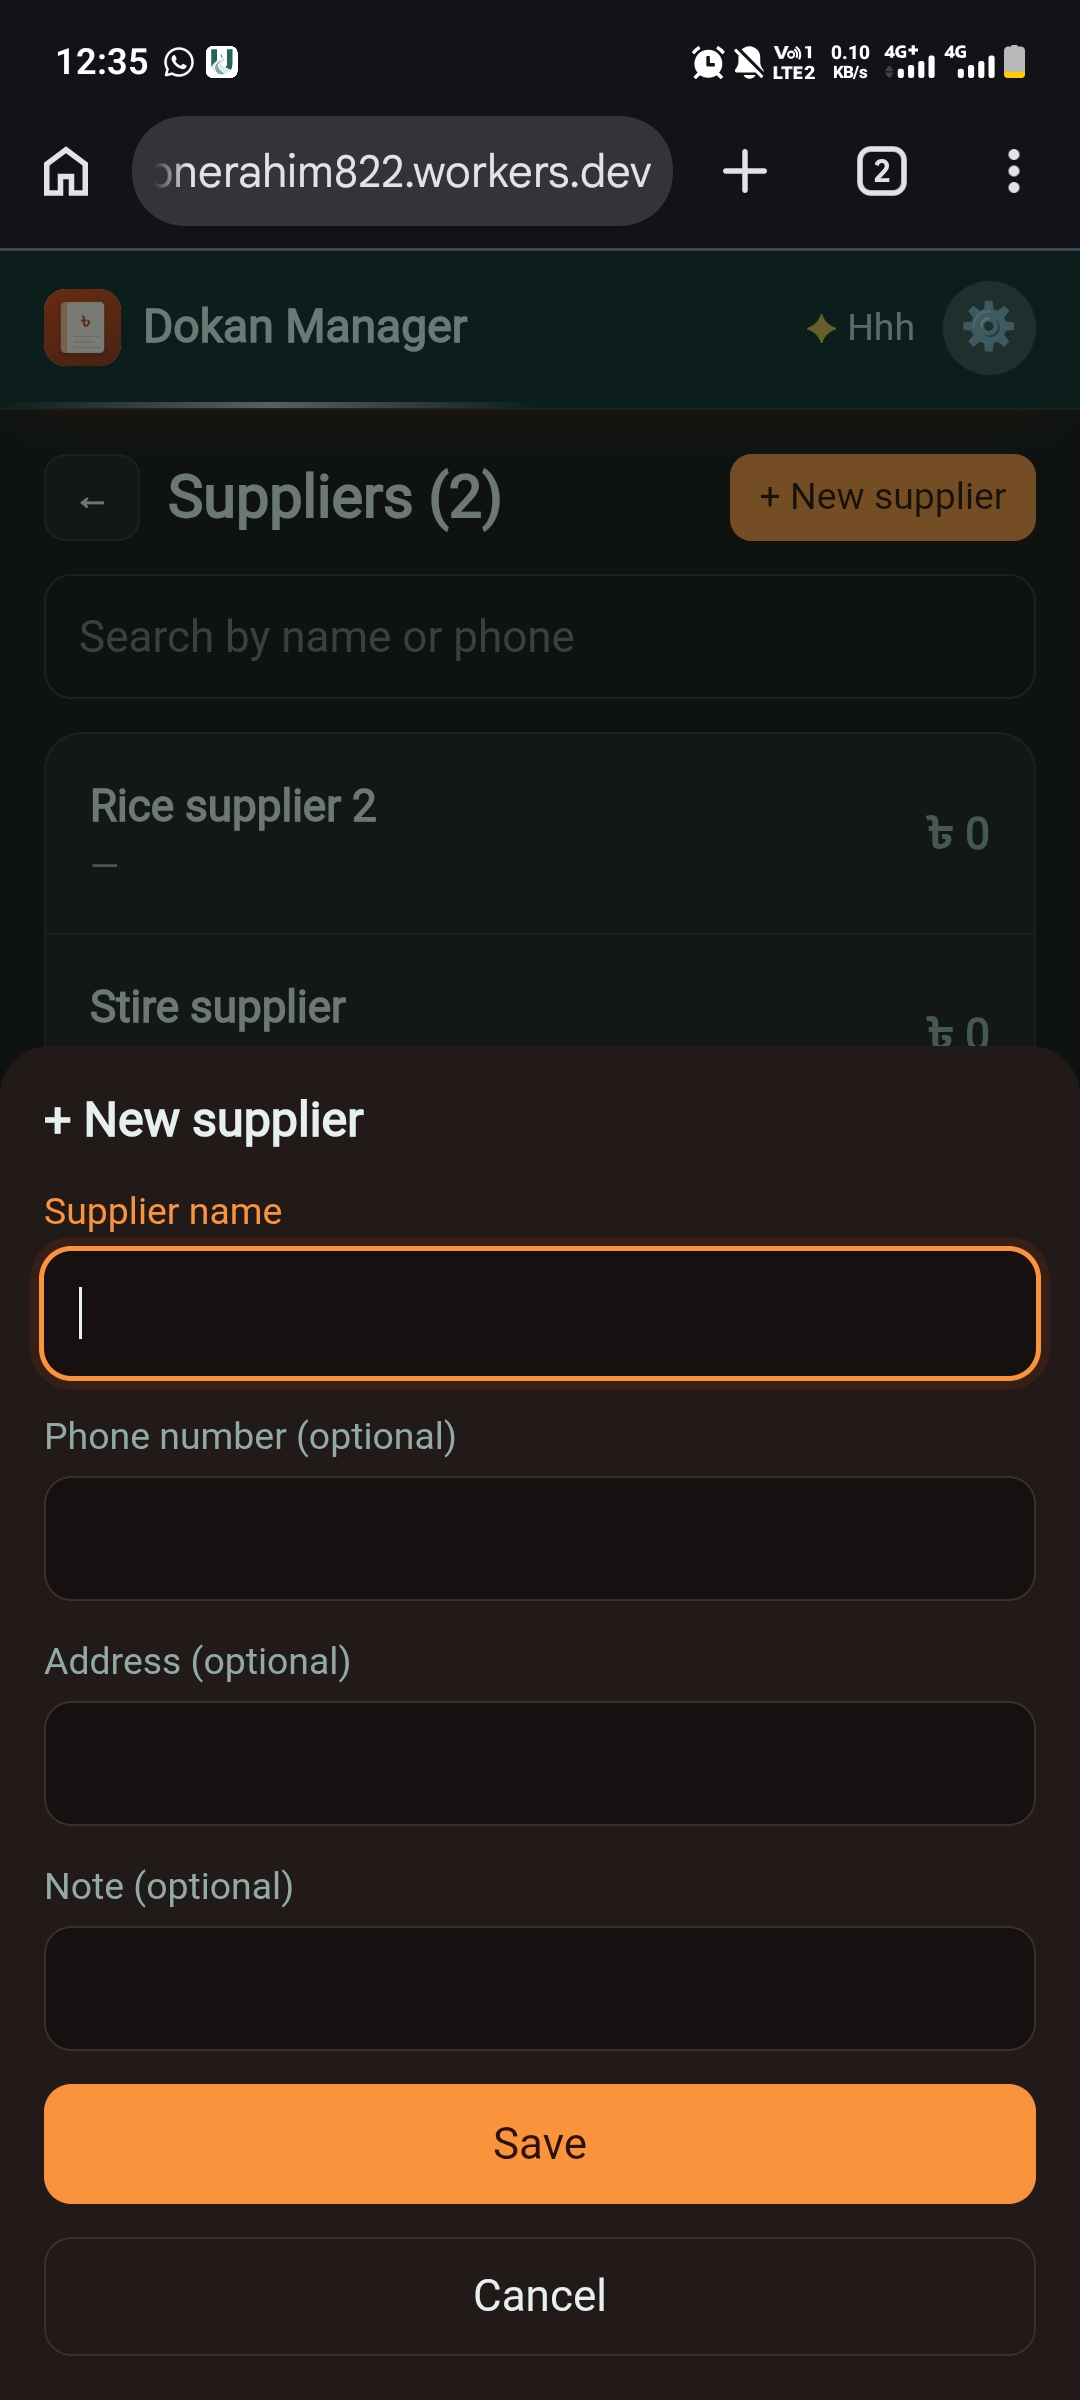 12:35
Vo))1
LTE2
0.10
KB/s
4G+
4G
onerahim822.workers.dev
2
৳
Dokan Manager
Hhh
←
Suppliers (2)
+ New supplier
Search by name or phone
Rice supplier 2
৳ 0
—
Stire supplier
৳ 0
+ New supplier
Supplier name
Phone number (optional)
Address (optional)
Note (optional)
Save
Cancel